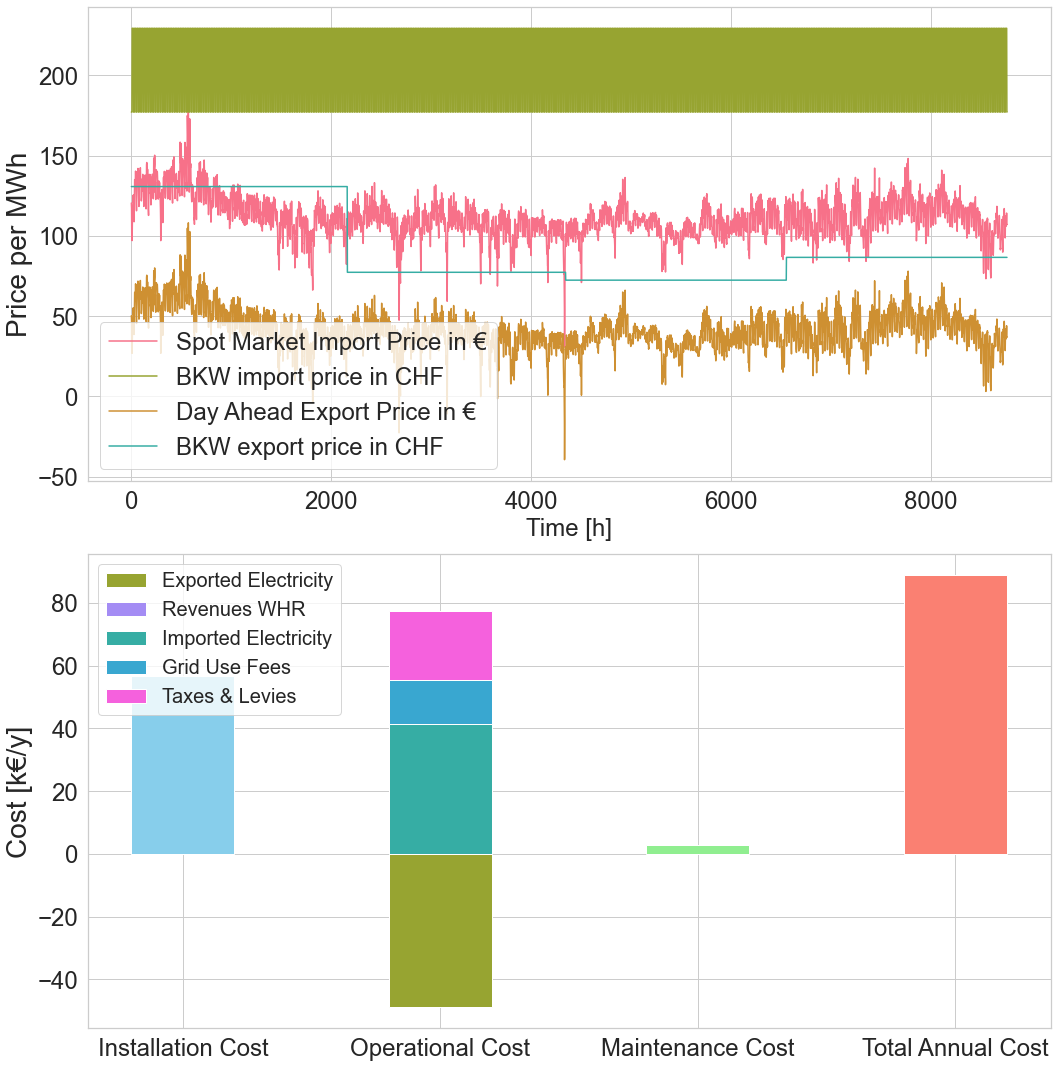 Price per MWh
200
150
100
50
0
−50
Spot Market Import Price in €
BKW import price in CHF
Day Ahead Export Price in €
BKW export price in CHF
0 2000 4000 6000 8000
Time [h]
Cost [k€/y]
80
60
40
20
0
−20
−40
Exported Electricity
Revenues WHR
Imported Electricity
Grid Use Fees
Taxes & Levies
Installation Cost Operational Cost Maintenance Cost Total Annual Cost